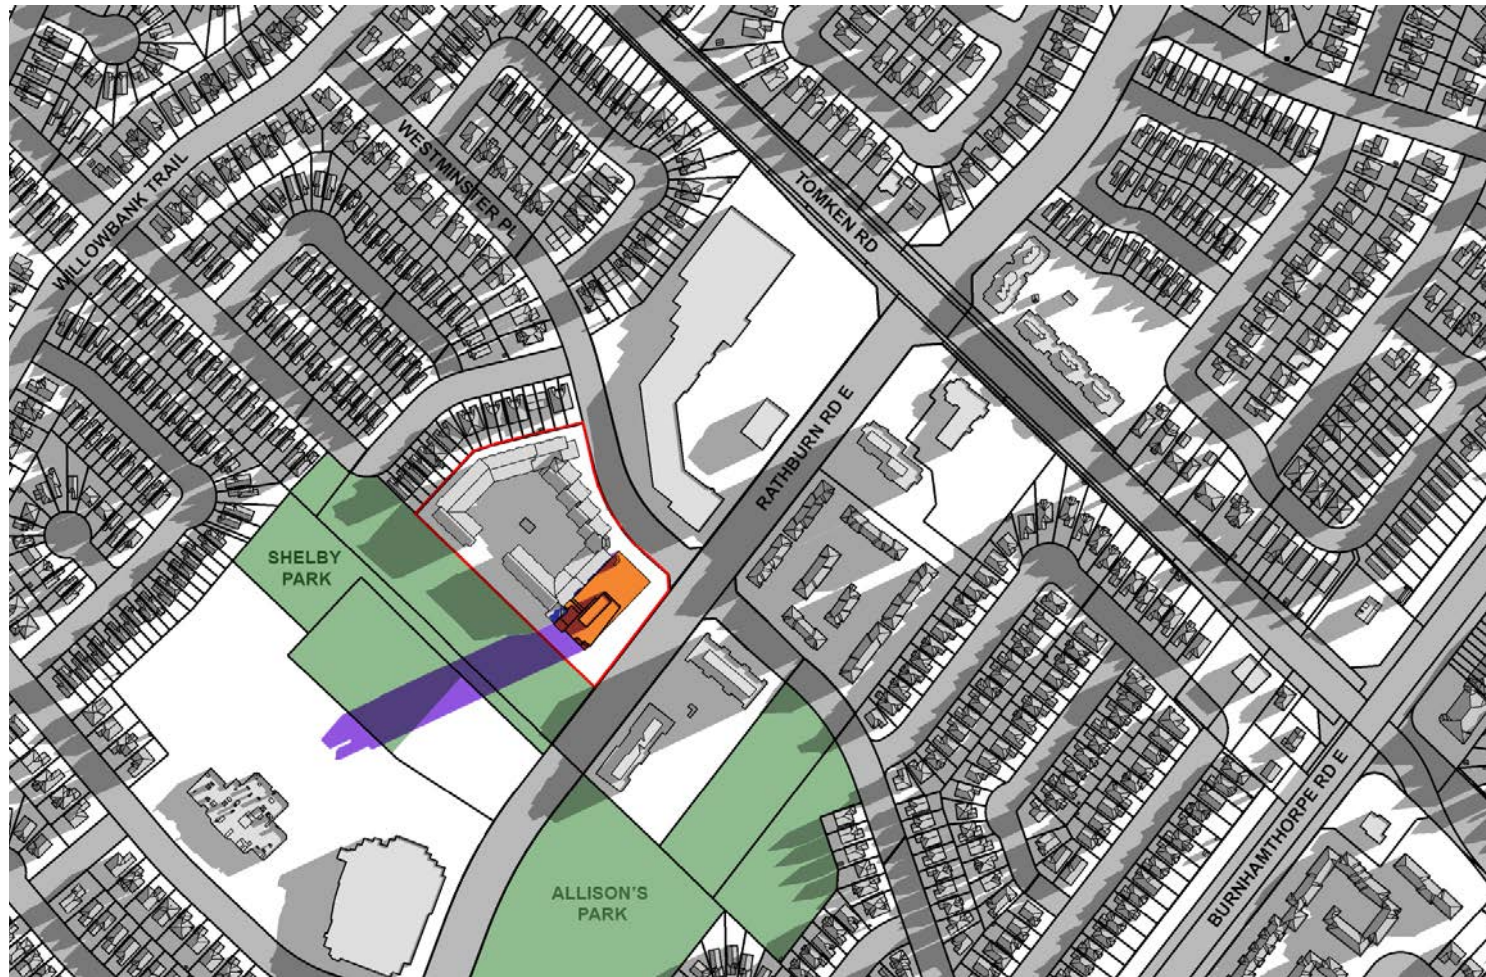 WESTMINSTER PL
WILLOWBANK TRAIL
TOMKEN RD
RATHBURN RD E
SHELBY
PARK
BURNHAMTHORPE RD E
ALLISON'S
PARK